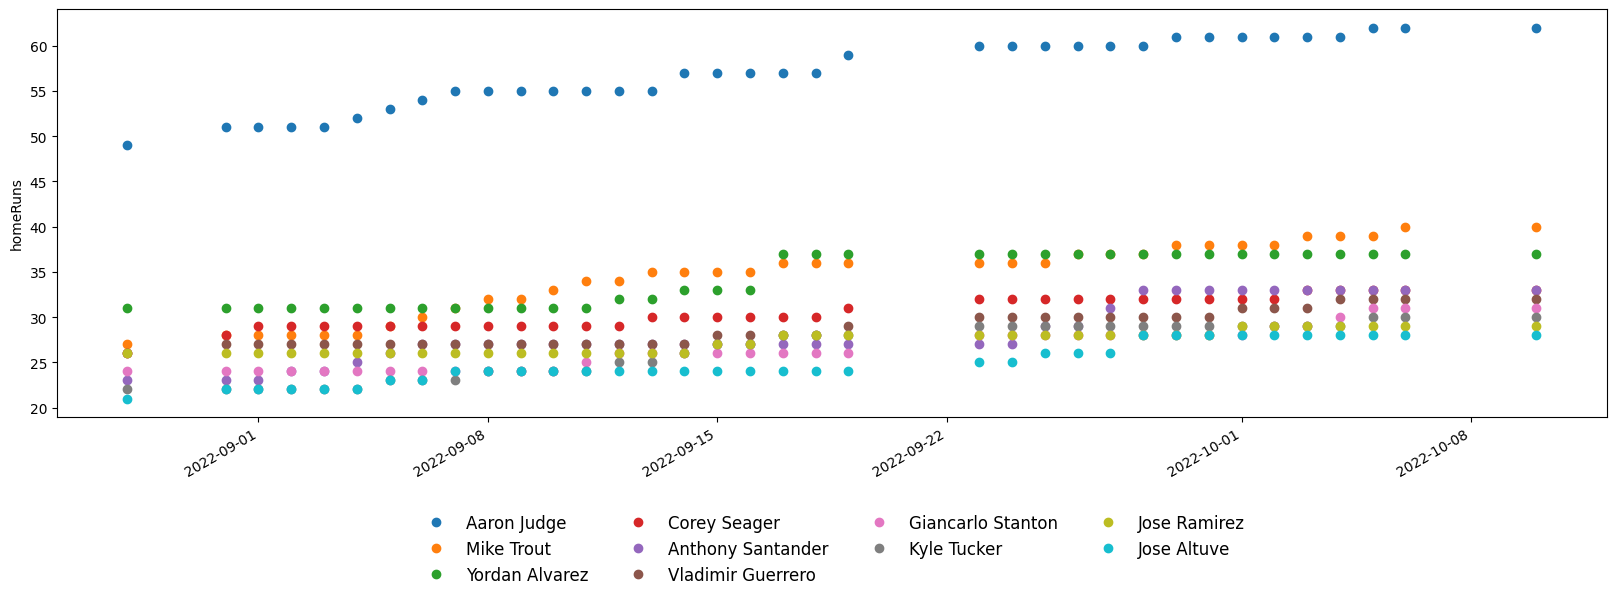 60
55
50
45
40
35
30
25
20
homeRuns
2022-09-01
2022-09-08
2022-09-15
2022-09-22
2022-10-01
2022-10-08
Aaron Judge
Mike Trout
Yordan Alvarez
Corey Seager
Anthony Santander
Vladimir Guerrero
Giancarlo Stanton
Kyle Tucker
Jose Ramirez
Jose Altuve